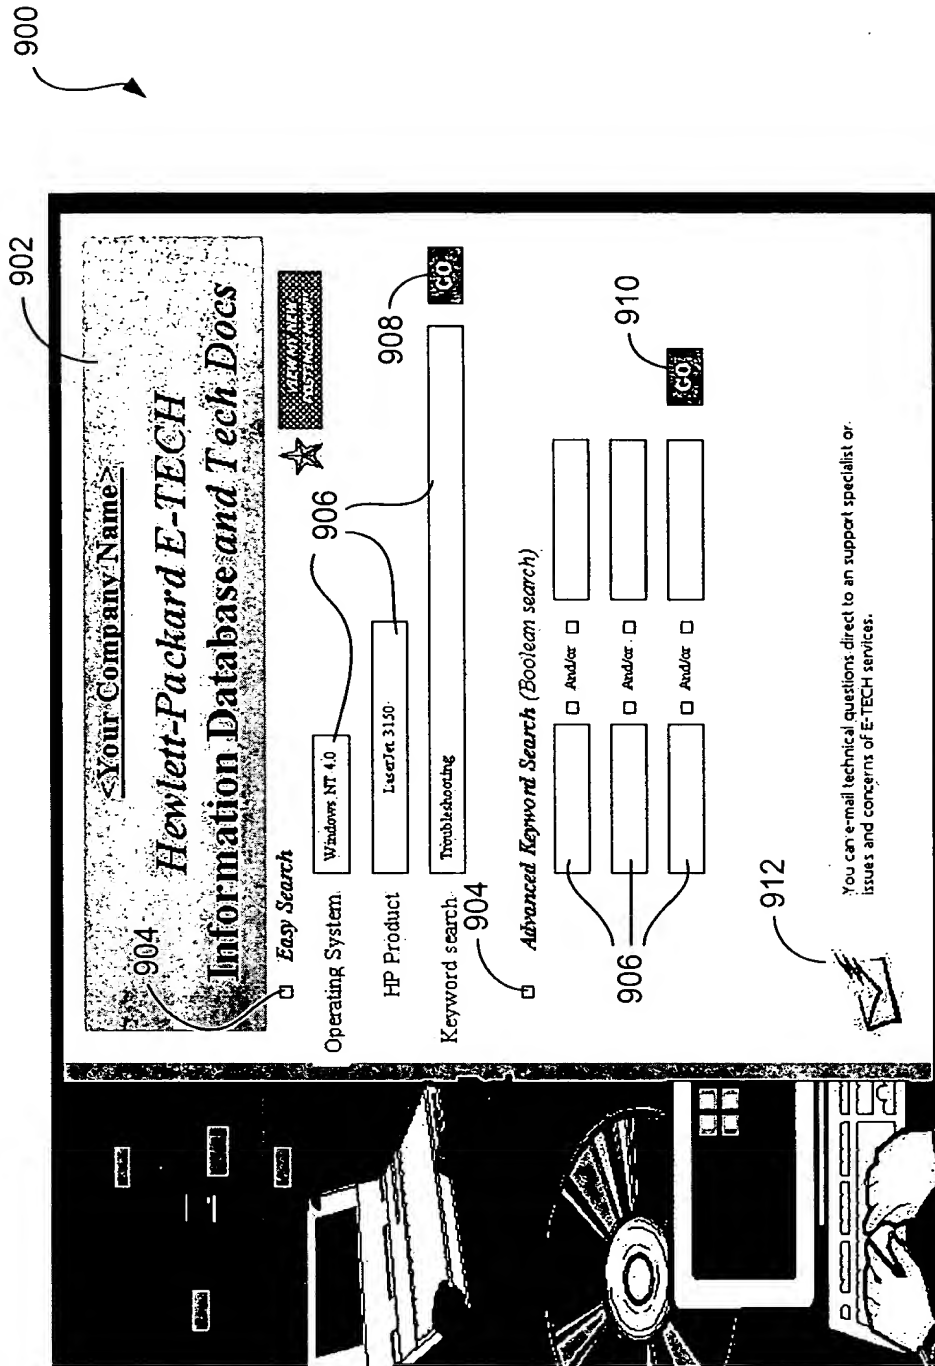 900
902
<Your Company Name>
Hewlett-Packard E-TECH
Information Database and Tech Docs
904
Easy Search
Operating System
Windows NT 4.0
906
HP Product
LaserJet 3150
908
Keyword search
Troubleshooting
GO
904
Advanced Keyword Search (Boolean search)
And/or
And/or
And/or
906
910
GO
912
You can e-mail technical questions direct to an support specialist or
issues and concerns of E-TECH services.